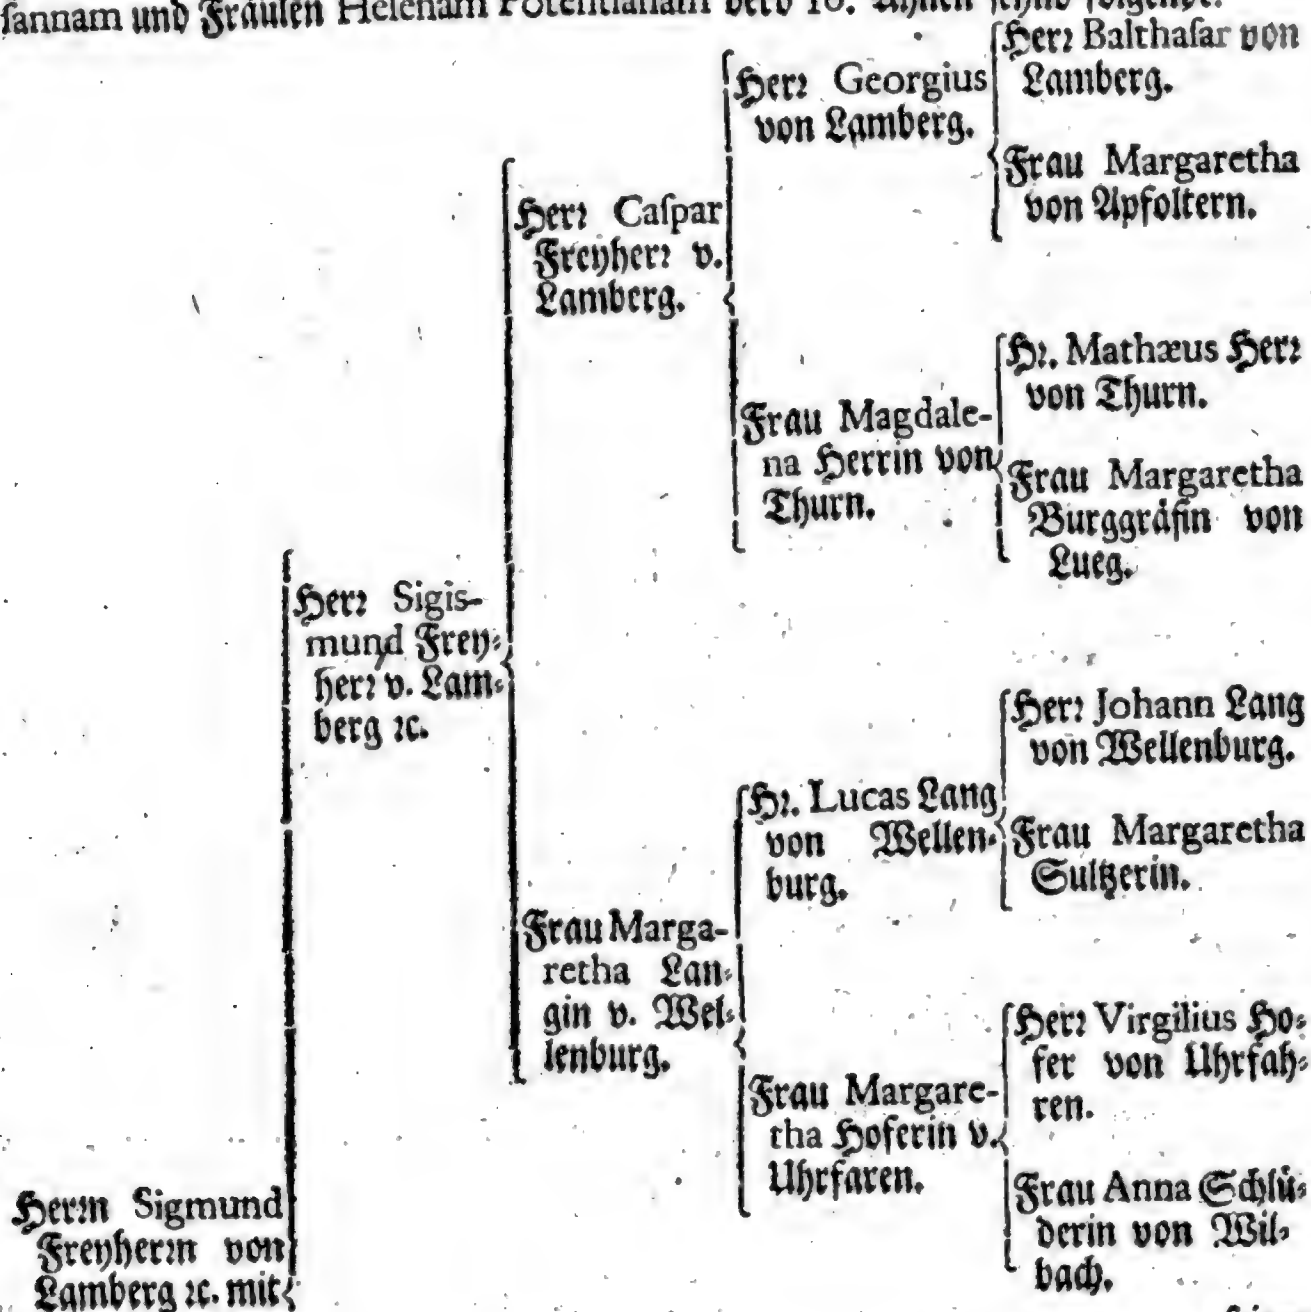 sannam und Fräulen Helenam Potentianam dero 16. Ahnen seynd folgende:
Herr Balthasar von
Lamberg.
Herr Georgius
von Lamberg.
Frau Margaretha
von Apfoltern.
Herr Caspar
Freyherr v.
Lamberg.
Hr. Mathæus Herr
von Thurn.
Frau Magdale-
na Herrin von
Thurn.
Frau Margaretha
Burggräfin von
Lueg.
Herr Sigis-
mund Frey-
herr v. Lam-
berg ꝛc.
Herr Johann Lang
von Wellenburg.
Hr. Lucas Lang
von Wellen-
burg.
Frau Margaretha
Sultzerin.
Frau Marga-
retha Lan-
gin v. Wel-
lenburg.
Herr Virgilius Ho-
fer von Uhrfah-
ren.
Frau Margare-
tha Hoferin v.
Uhrfaren.
Frau Anna Schlü-
derin von Wil-
bach.
Herrn Sigmund
Freyherrn von
Lamberg ꝛc. mit